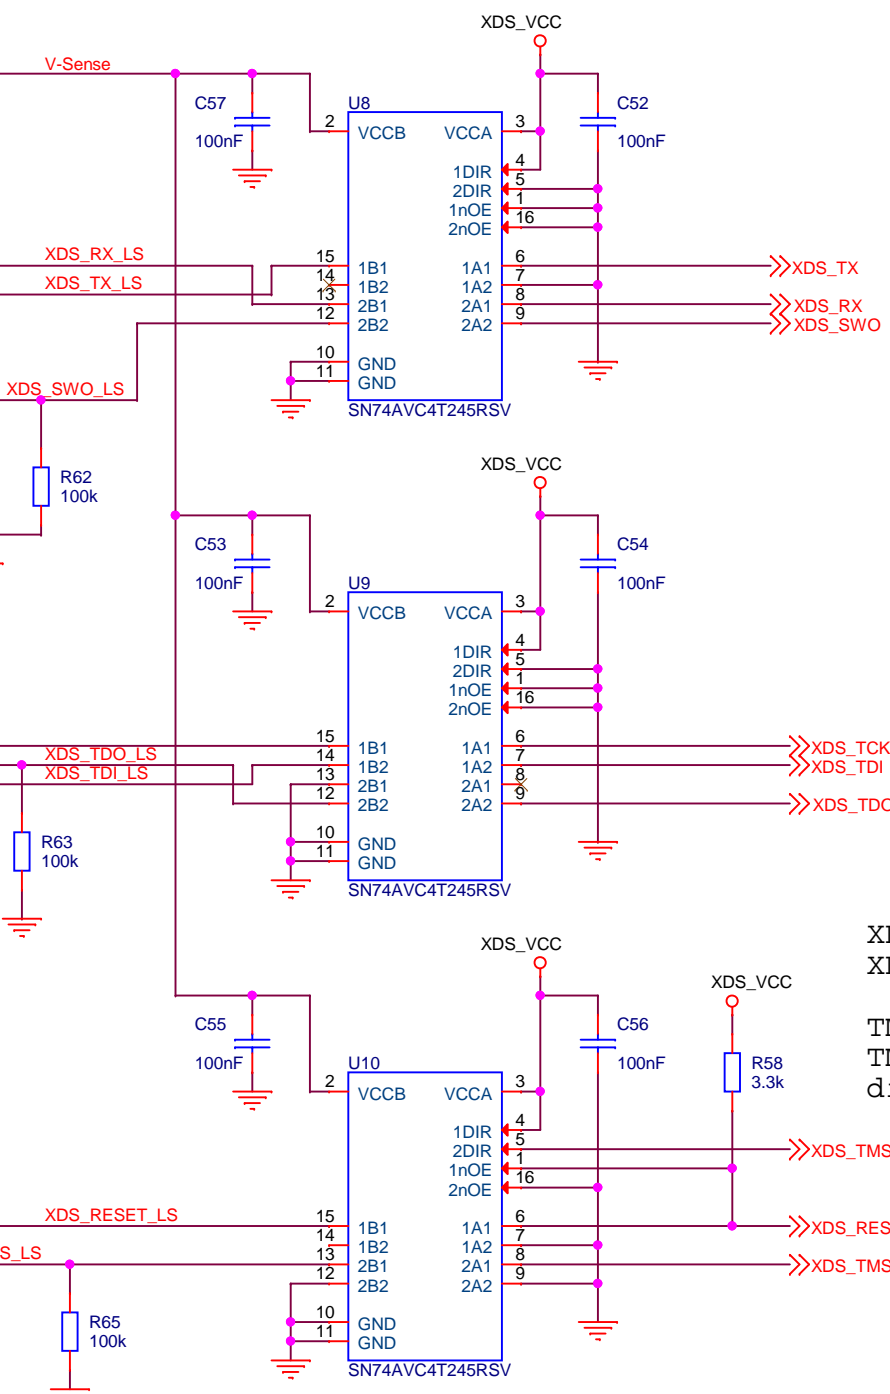 XDS_VCC
V-Sense
C57
100nF
U8
C52
100nF
2
VCCB
VCCA
3
1DIR
4
2DIR
5
1nOE
1
2nOE
16
XDS_RX_LS
XDS_TX_LS
15
1B1
1A1
6
XDS_TX
14
1B2
1A2
7
13
2B1
2A1
8
XDS_RX
12
2B2
2A2
9
XDS_SWO
10
GND
11
GND
XDS_SWO_LS
SN74AVC4T245RSV
R62
100k
XDS_VCC
C53
100nF
U9
C54
100nF
2
VCCB
VCCA
3
1DIR
4
2DIR
5
1nOE
1
2nOE
16
15
1B1
1A1
6
XDS_TCK
XDS_TDO_LS
14
1B2
1A2
7
XDS_TDI
XDS_TDI_LS
13
2B1
2A1
8
12
2B2
2A2
9
XDS_TDO
10
GND
11
GND
SN74AVC4T245RSV
R63
100k
XDS_VCC
XDS_VCC
C55
100nF
U10
C56
100nF
R58
3.3k
2
VCCB
VCCA
3
1DIR
4
2DIR
5
XDS_TMS
1nOE
1
2nOE
16
XDS_RESET_LS
15
1B1
1A1
6
XDS_RES
14
1B2
1A2
7
S_LS
13
2B1
2A1
8
XDS_TMS
12
2B2
2A2
9
10
GND
11
GND
SN74AVC4T245RSV
R65
100k